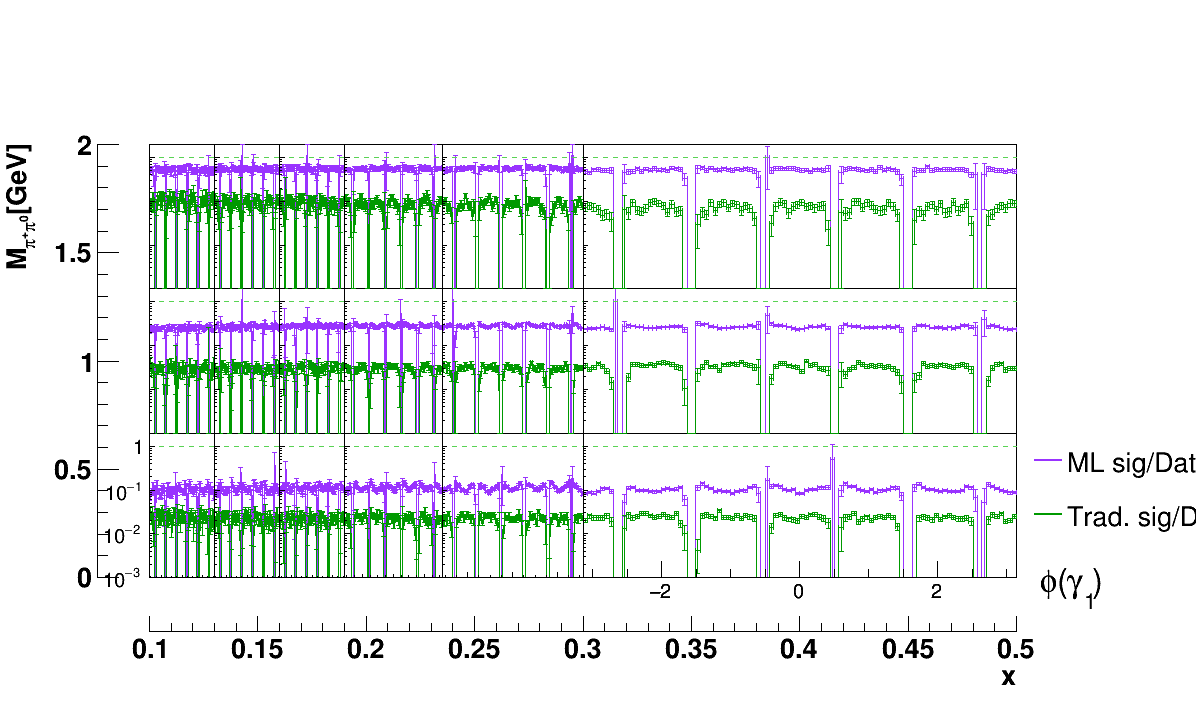 M π⁺π⁰ [GeV]
2
1.5
1
0.5
0
1
10⁻¹
10⁻²
10⁻³
ML sig/Dat
Trad. sig/D
−2 0 2
ϕ(γ₁)
0.1 0.15 0.2 0.25 0.3 0.35 0.4 0.45 0.5
x